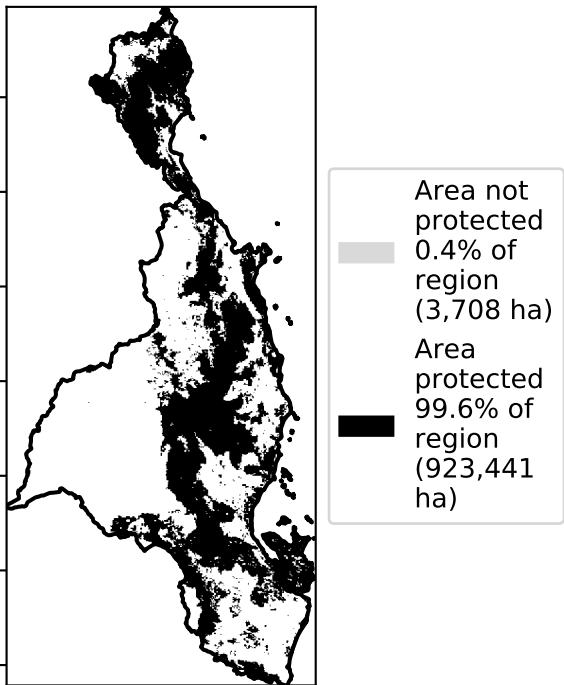 Area not
protected
0.4% of
region
(3,708 ha)
Area
protected
99.6% of
region
(923,441
ha)